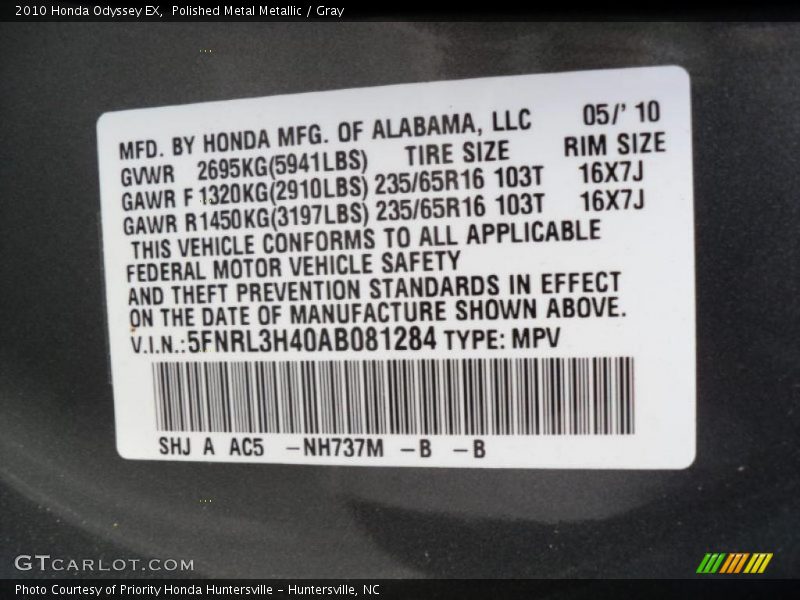 2010 Honda Odyssey EX, Polished Metal Metallic / Gray
MFD. BY HONDA MFG. OF ALABAMA, LLC 05/' 10
GVWR 2695KG(5941LBS) TIRE SIZE RIM SIZE
GAWR F 1320KG(2910LBS) 235/65R16 103T 16X7J
GAWR R1450KG(3197LBS) 235/65R16 103T 16X7J
THIS VEHICLE CONFORMS TO ALL APPLICABLE
FEDERAL MOTOR VEHICLE SAFETY
AND THEFT PREVENTION STANDARDS IN EFFECT
ON THE DATE OF MANUFACTURE SHOWN ABOVE.
V.I.N.:5FNRL3H40AB081284 TYPE: MPV
SHJ A AC5 –NH737M –B –B
GTCARLOT.COM
Photo Courtesy of Priority Honda Huntersville – Huntersville, NC